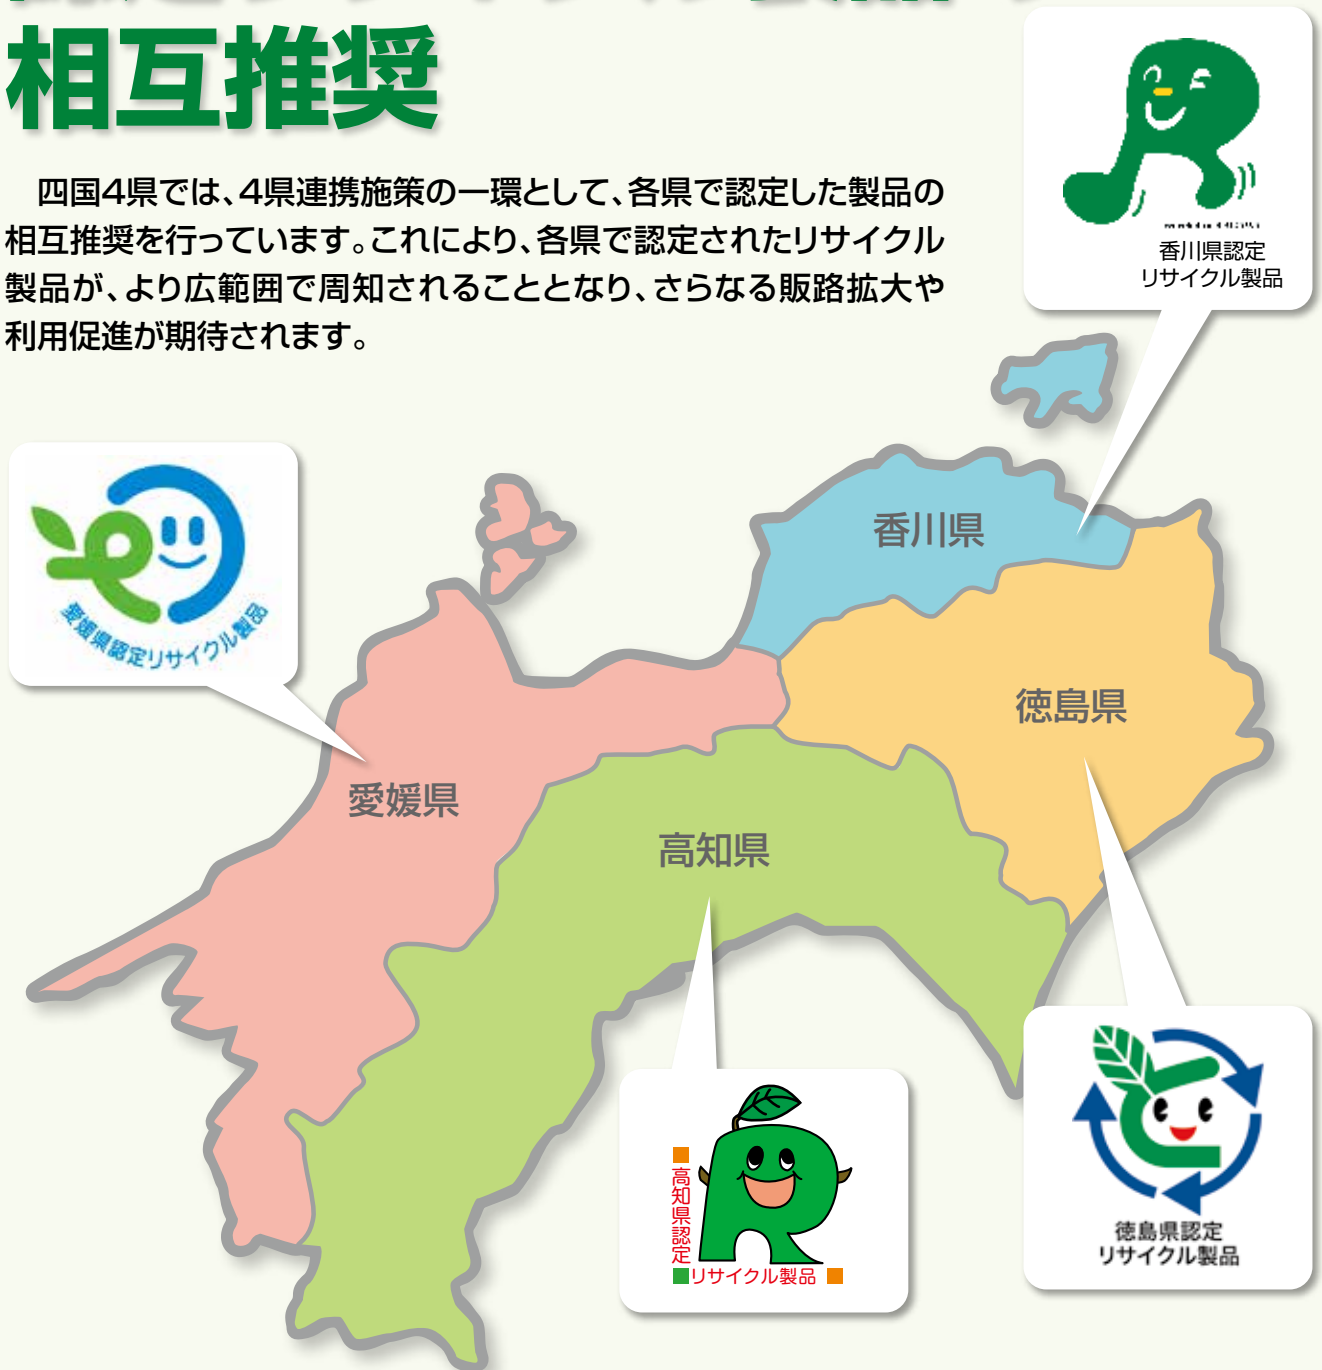 相互推奨
四国4県では、4県連携施策の一環として、各県で認定した製品の
相互推奨を行っています。これにより、各県で認定されたリサイクル
製品が、より広範囲で周知されることとなり、さらなる販路拡大や
利用促進が期待されます。
香川県認定
リサイクル製品
愛媛県認定リサイクル製品
香川県
徳島県
愛媛県
高知県
高知県認定
リサイクル製品
徳島県認定
リサイクル製品